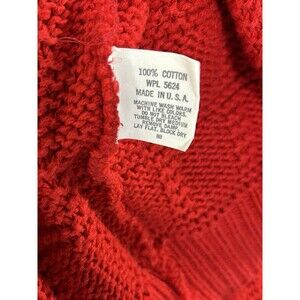 100% COTTON
WPL 5624
MADE IN U.S.A.
MACHINE WASH WARM
WITH LIKE COLORS.
DO NOT BLEACH
TUMBLE DRY MEDIUM
REMOVE DAMP
LAY FLAT, BLOCK DRY